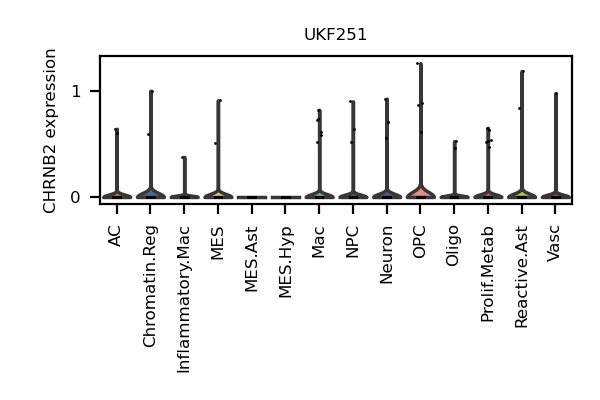 UKF251
CHRNB2 expression
1
0
AC
Chromatin.Reg
Inflammatory.Mac
MES
MES.Ast
MES.Hyp
Mac
NPC
Neuron
OPC
Oligo
Prolif.Metab
Reactive.Ast
Vasc